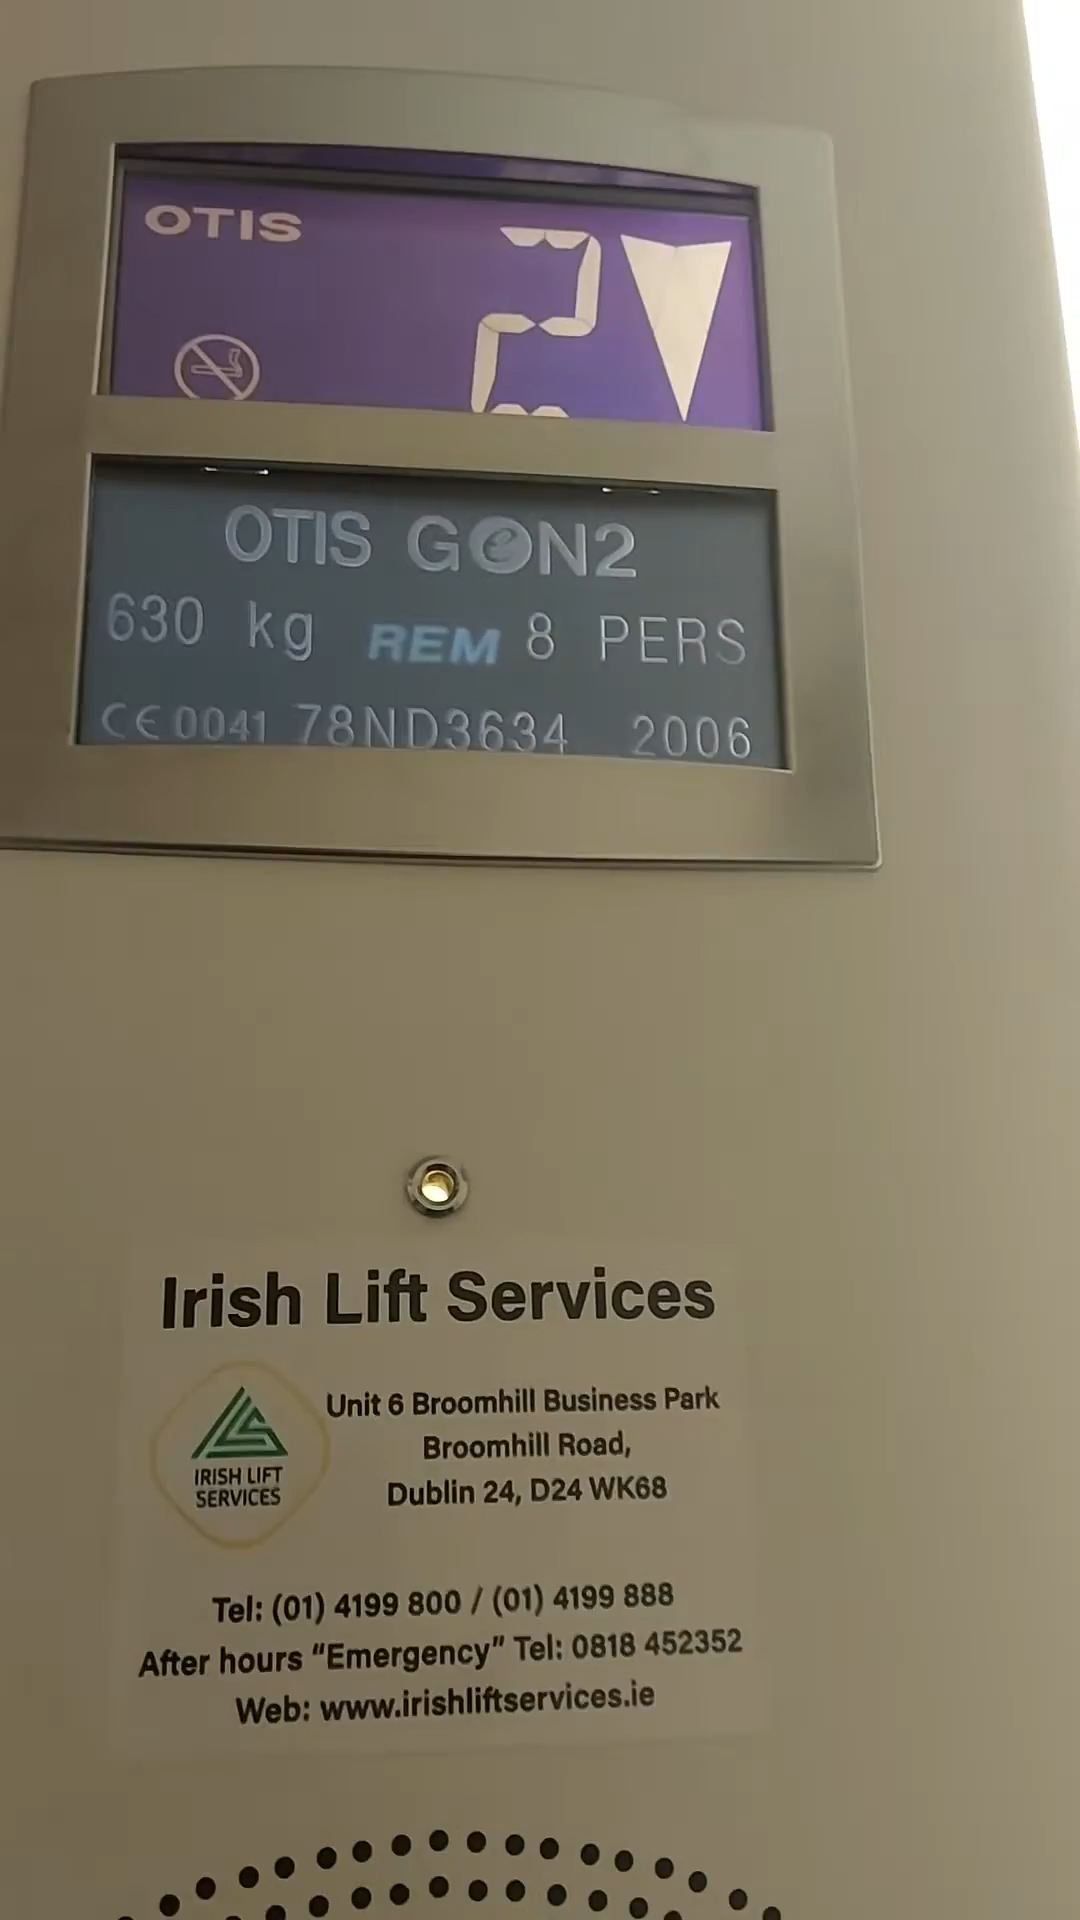 OTIS
2
OTIS GeN2
630 kg REM 8 PERS
CE 0041 78ND3634 2006
Irish Lift Services
IRISH LIFT
SERVICES
Unit 6 Broomhill Business Park
Broomhill Road,
Dublin 24, D24 WK68
Tel: (01) 4199 800 / (01) 4199 888
After hours “Emergency” Tel: 0818 452352
Web: www.irishliftservices.ie